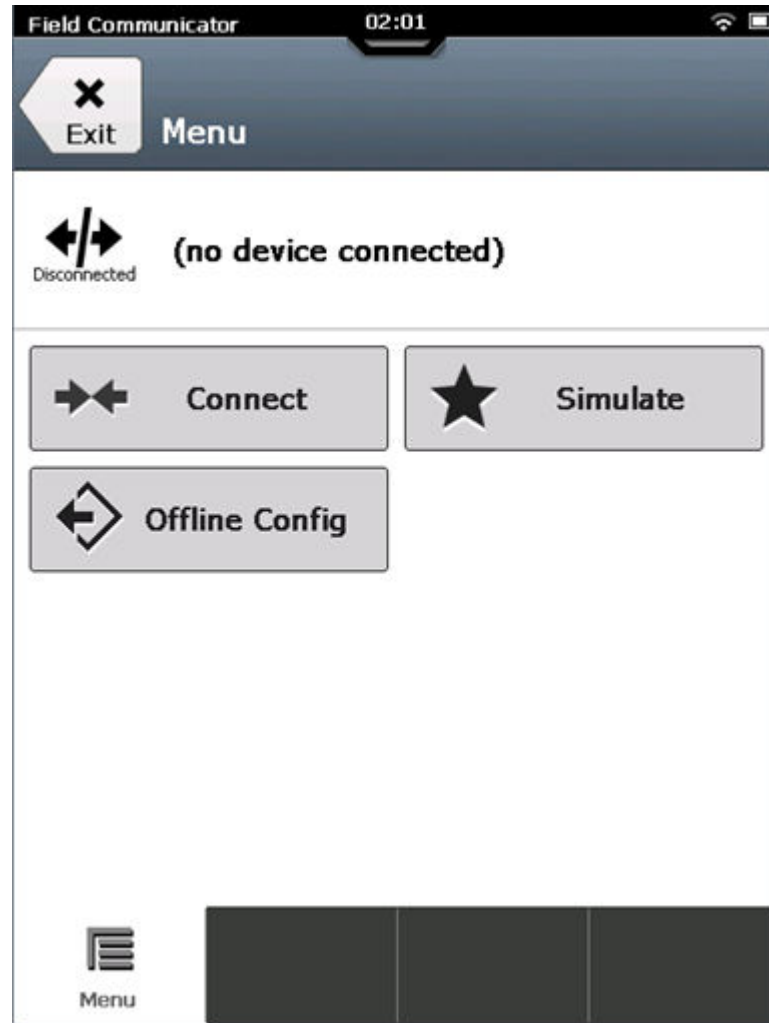 Field Communicator 02:01
Exit
Menu
Disconnected
(no device connected)
Connect
Simulate
Offline Config
Menu